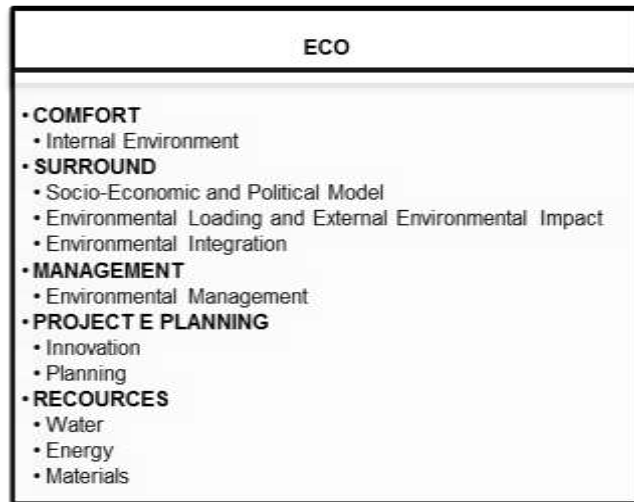 ECO
• COMFORT
• Internal Environment
• SURROUND
• Socio-Economic and Political Model
• Environmental Loading and External Environmental Impact
• Environmental Integration
• MANAGEMENT
• Environmental Management
• PROJECT E PLANNING
• Innovation
• Planning
• RECOURCES
• Water
• Energy
• Materials